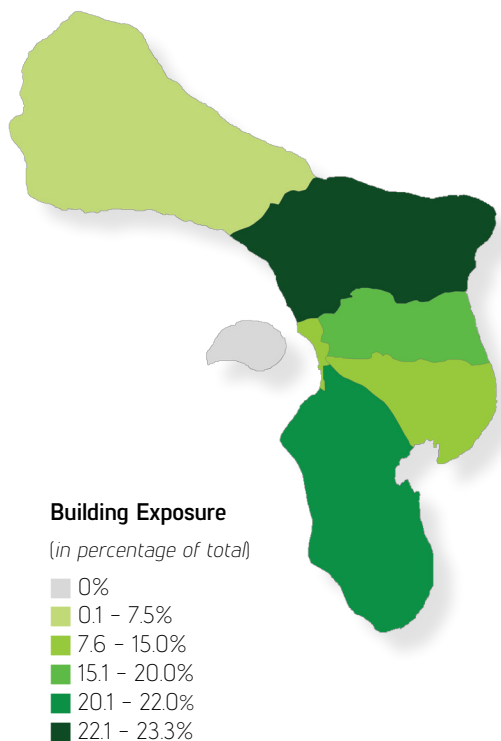 Building Exposure
(in percentage of total)
0%
0.1 – 7.5%
7.6 – 15.0%
15.1 – 20.0%
20.1 – 22.0%
22.1 – 23.3%